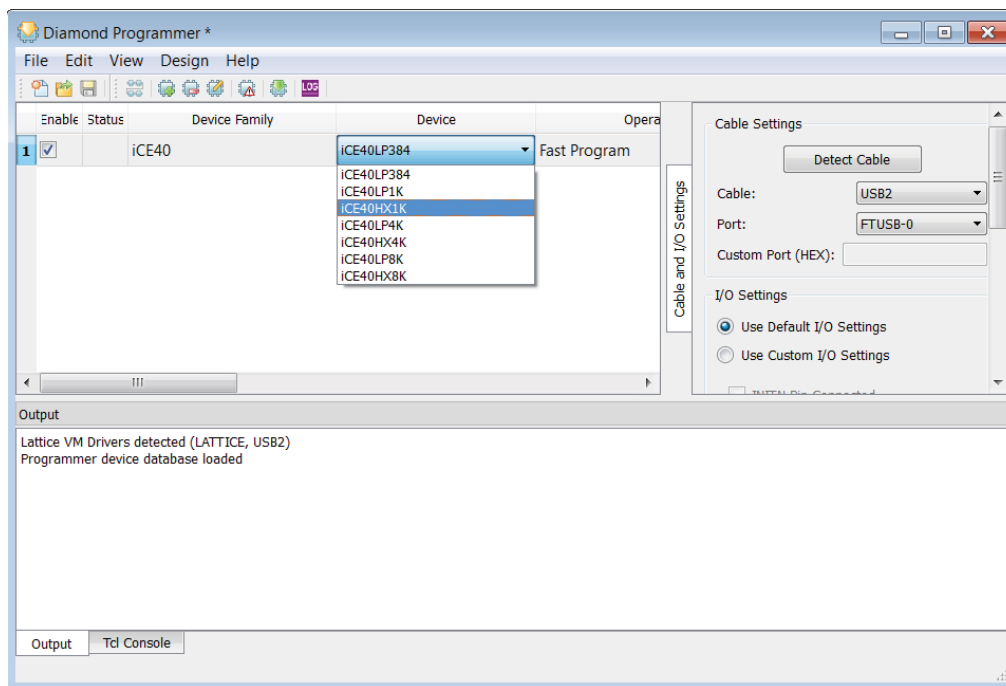 Diamond Programmer *
File Edit View Design Help
LOG
Enable Status Device Family Device Opera
1 iCE40 iCE40LP384 Fast Program
iCE40LP384
iCE40LP1K
iCE40HX1K
iCE40LP4K
iCE40HX4K
iCE40LP8K
iCE40HX8K
Cable and I/O Settings
Cable Settings
Detect Cable
Cable: USB2
Port: FTUSB-0
Custom Port (HEX):
I/O Settings
Use Default I/O Settings
Use Custom I/O Settings
Output
Lattice VM Drivers detected (LATTICE, USB2)
Programmer device database loaded
Output Tcl Console